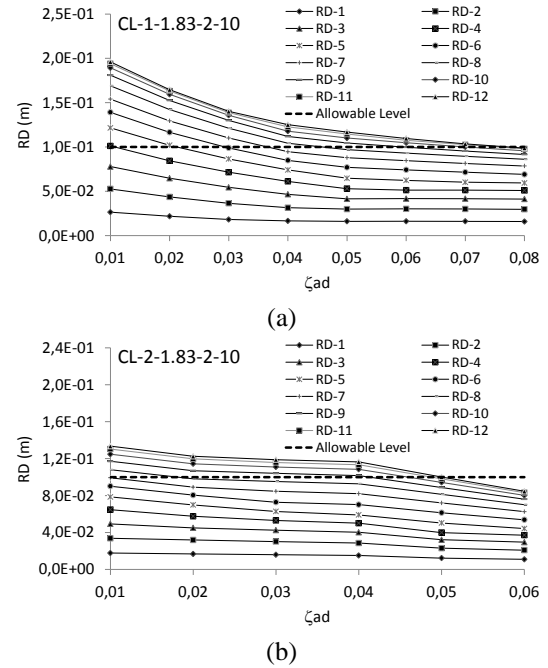 CL-1-1.83-2-10
(a)
RD-1 RD-2
RD-3 RD-4
RD-5 RD-6
RD-7 RD-8
RD-9 RD-10
RD-11 RD-12
Allowable Level
RD (m)
2,5E-01
2,0E-01
1,5E-01
1,0E-01
5,0E-02
0,0E+00
0,01 0,02 0,03 0,04 0,05 0,06 0,07 0,08
ζad
(a)
CL-2-1.83-2-10
(b)
RD-1 RD-2
RD-3 RD-4
RD-5 RD-6
RD-7 RD-8
RD-9 RD-10
RD-11 RD-12
Allowable Level
RD (m)
2,4E-01
2,0E-01
1,6E-01
1,2E-01
8,0E-02
4,0E-02
0,0E+00
0,01 0,02 0,03 0,04 0,05 0,06
ζad
(b)